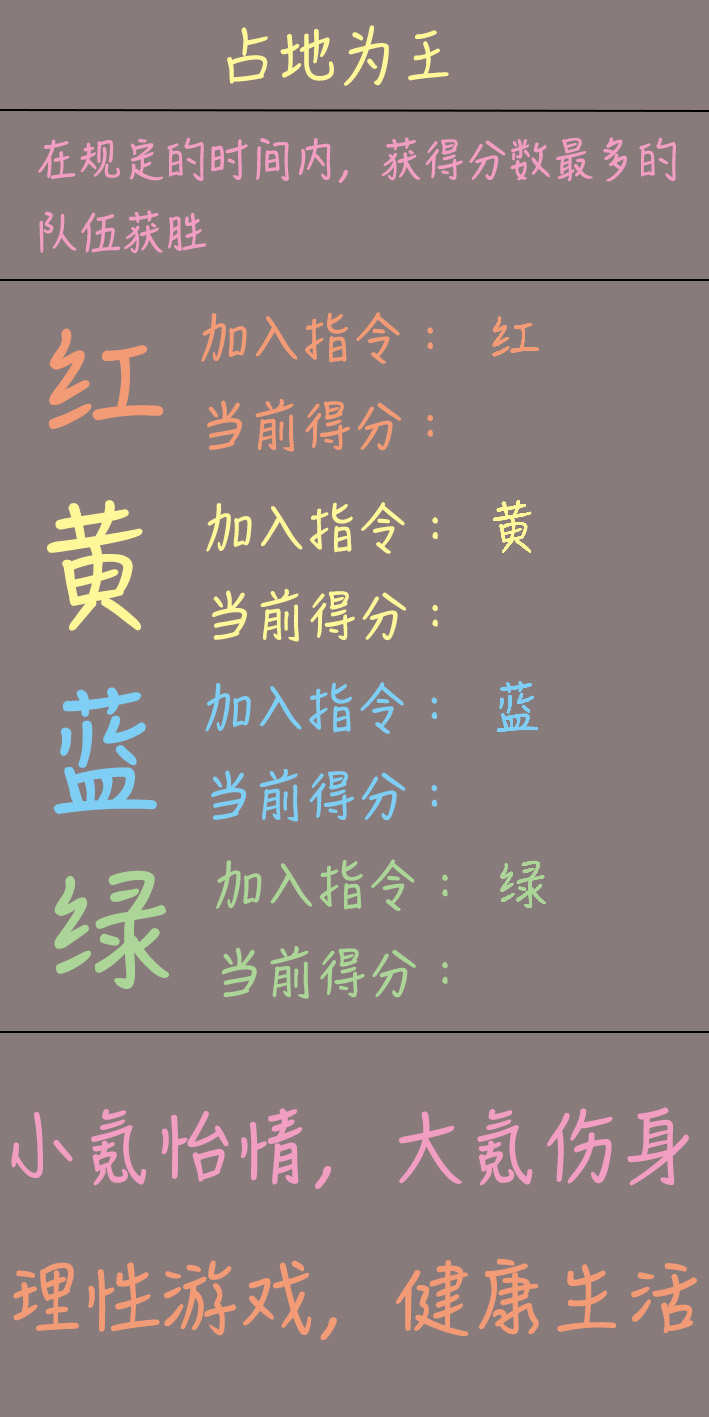 占地为王
在规定的时间内，获得分数最多的
队伍获胜
红
加入指令： 红
当前得分：
黄
加入指令： 黄
当前得分：
蓝
加入指令： 蓝
当前得分：
绿
加入指令： 绿
当前得分：
小氪怡情，大氪伤身
理性游戏，健康生活